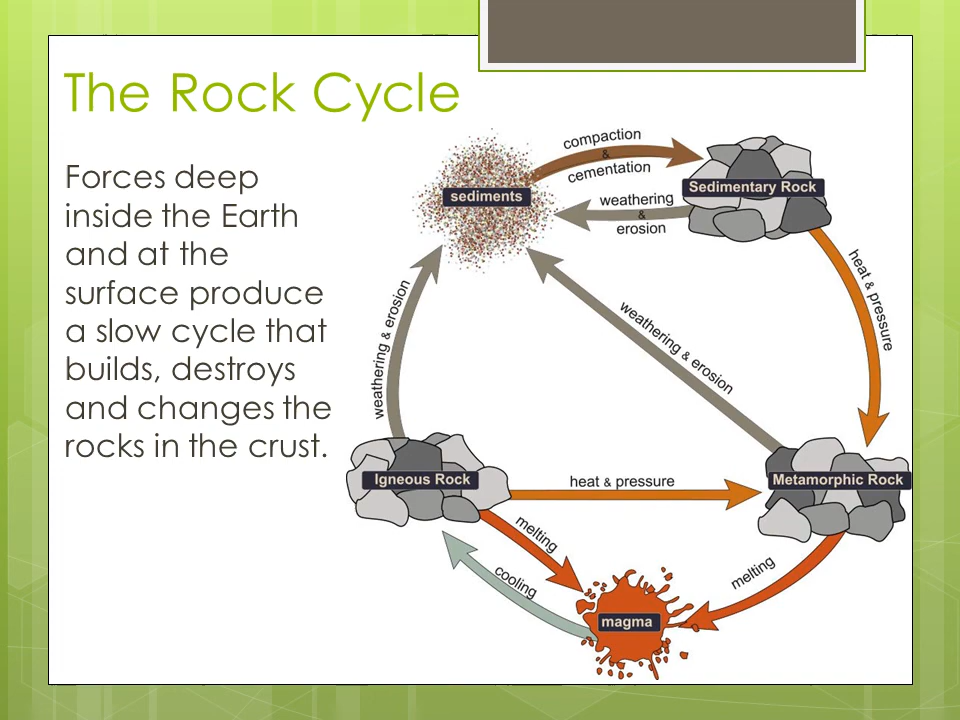 The Rock Cycle
Forces deep
inside the Earth
and at the
surface produce
a slow cycle that
builds, destroys
and changes the
rocks in the crust.
compaction
&
cementation
sediments
Sedimentary Rock
weathering
&
erosion
heat & pressure
weathering & erosion
weathering & erosion
Igneous Rock
heat & pressure
Metamorphic Rock
melting
melting
cooling
magma